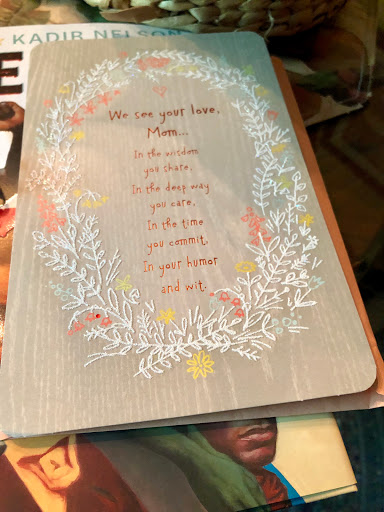 KADIR NELSON
E
We see your love,
Mom...
In the wisdom
you share.
In the deep way
you care.
In the time
you commit.
In your humor
and wit.